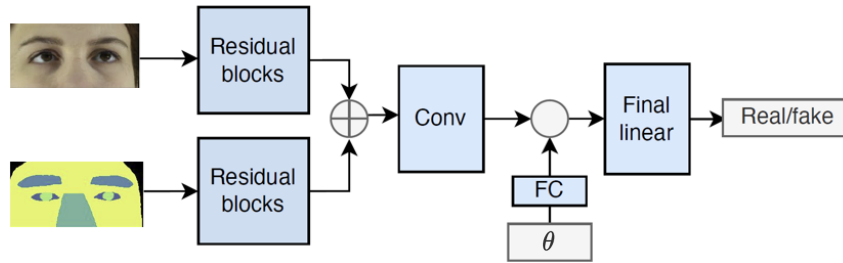 Residual
blocks
Residual
blocks
Conv
Final
linear
Real/fake
FC
θ